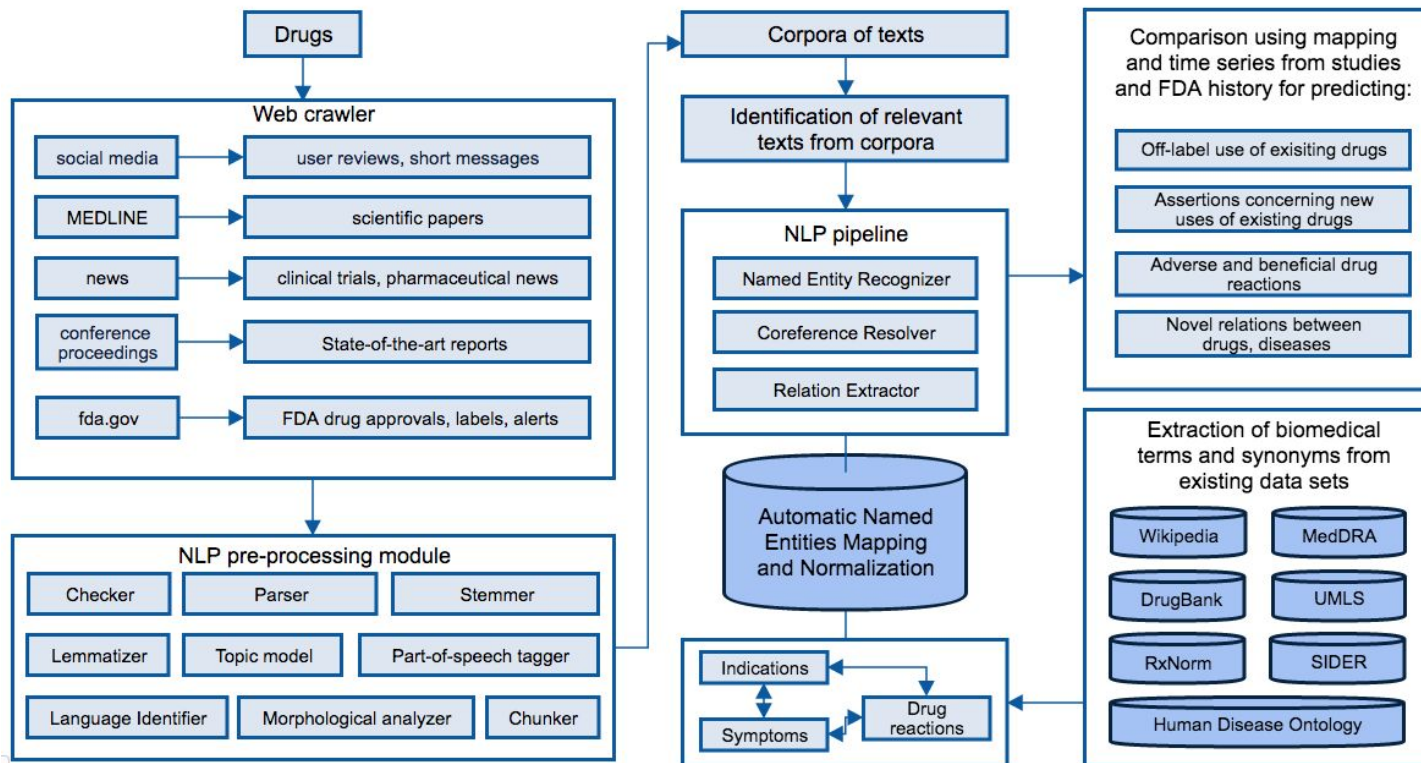 Drugs
Web crawler
social media
user reviews, short messages
MEDLINE
scientific papers
news
clinical trials, pharmaceutical news
conference
proceedings
State-of-the-art reports
fda.gov
FDA drug approvals, labels, alerts
NLP pre-processing module
Checker
Parser
Stemmer
Lemmatizer
Topic model
Part-of-speech tagger
Language Identifier
Morphological analyzer
Chunker
Corpora of texts
Identification of relevant
texts from corpora
NLP pipeline
Named Entity Recognizer
Coreference Resolver
Relation Extractor
Automatic Named
Entities Mapping
and Normalization
Indications
Symptoms
Drug
reactions
Comparison using mapping
and time series from studies
and FDA history for predicting:
Off-label use of exisiting drugs
Assertions concerning new
uses of existing drugs
Adverse and beneficial drug
reactions
Novel relations between
drugs, diseases
Extraction of biomedical
terms and synonyms from
existing data sets
Wikipedia
MedDRA
DrugBank
UMLS
RxNorm
SIDER
Human Disease Ontology